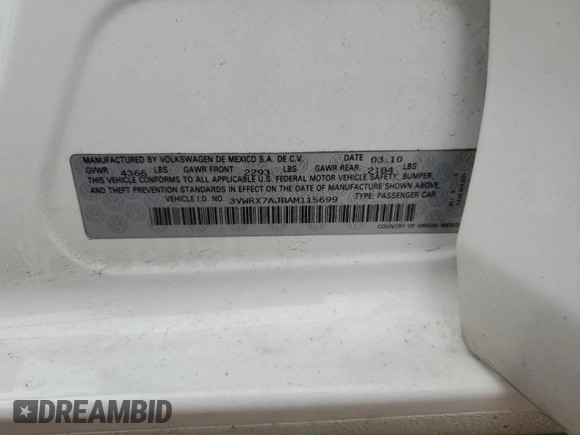 MANUFACTURED BY VOLKSWAGEN DE MEXICO S.A. DE C.V. DATE 03.10
GVWR 4366 LBS GAWR FRONT 2293 LBS GAWR REAR 2184 LBS
THIS VEHICLE CONFORMS TO ALL APPLICABLE U.S. FEDERAL MOTOR VEHICLE SAFETY, BUMPER,
AND THEFT PREVENTION STANDARDS IN EFFECT ON THE DATE OF MANUFACTURE SHOWN ABOVE.
VEHICLE I.D. NO. 3VWRX7AJBAM115699 TYPE: PASSENGER CAR
COUNTRY OF ORIGIN: MEXICO
DREAMBID